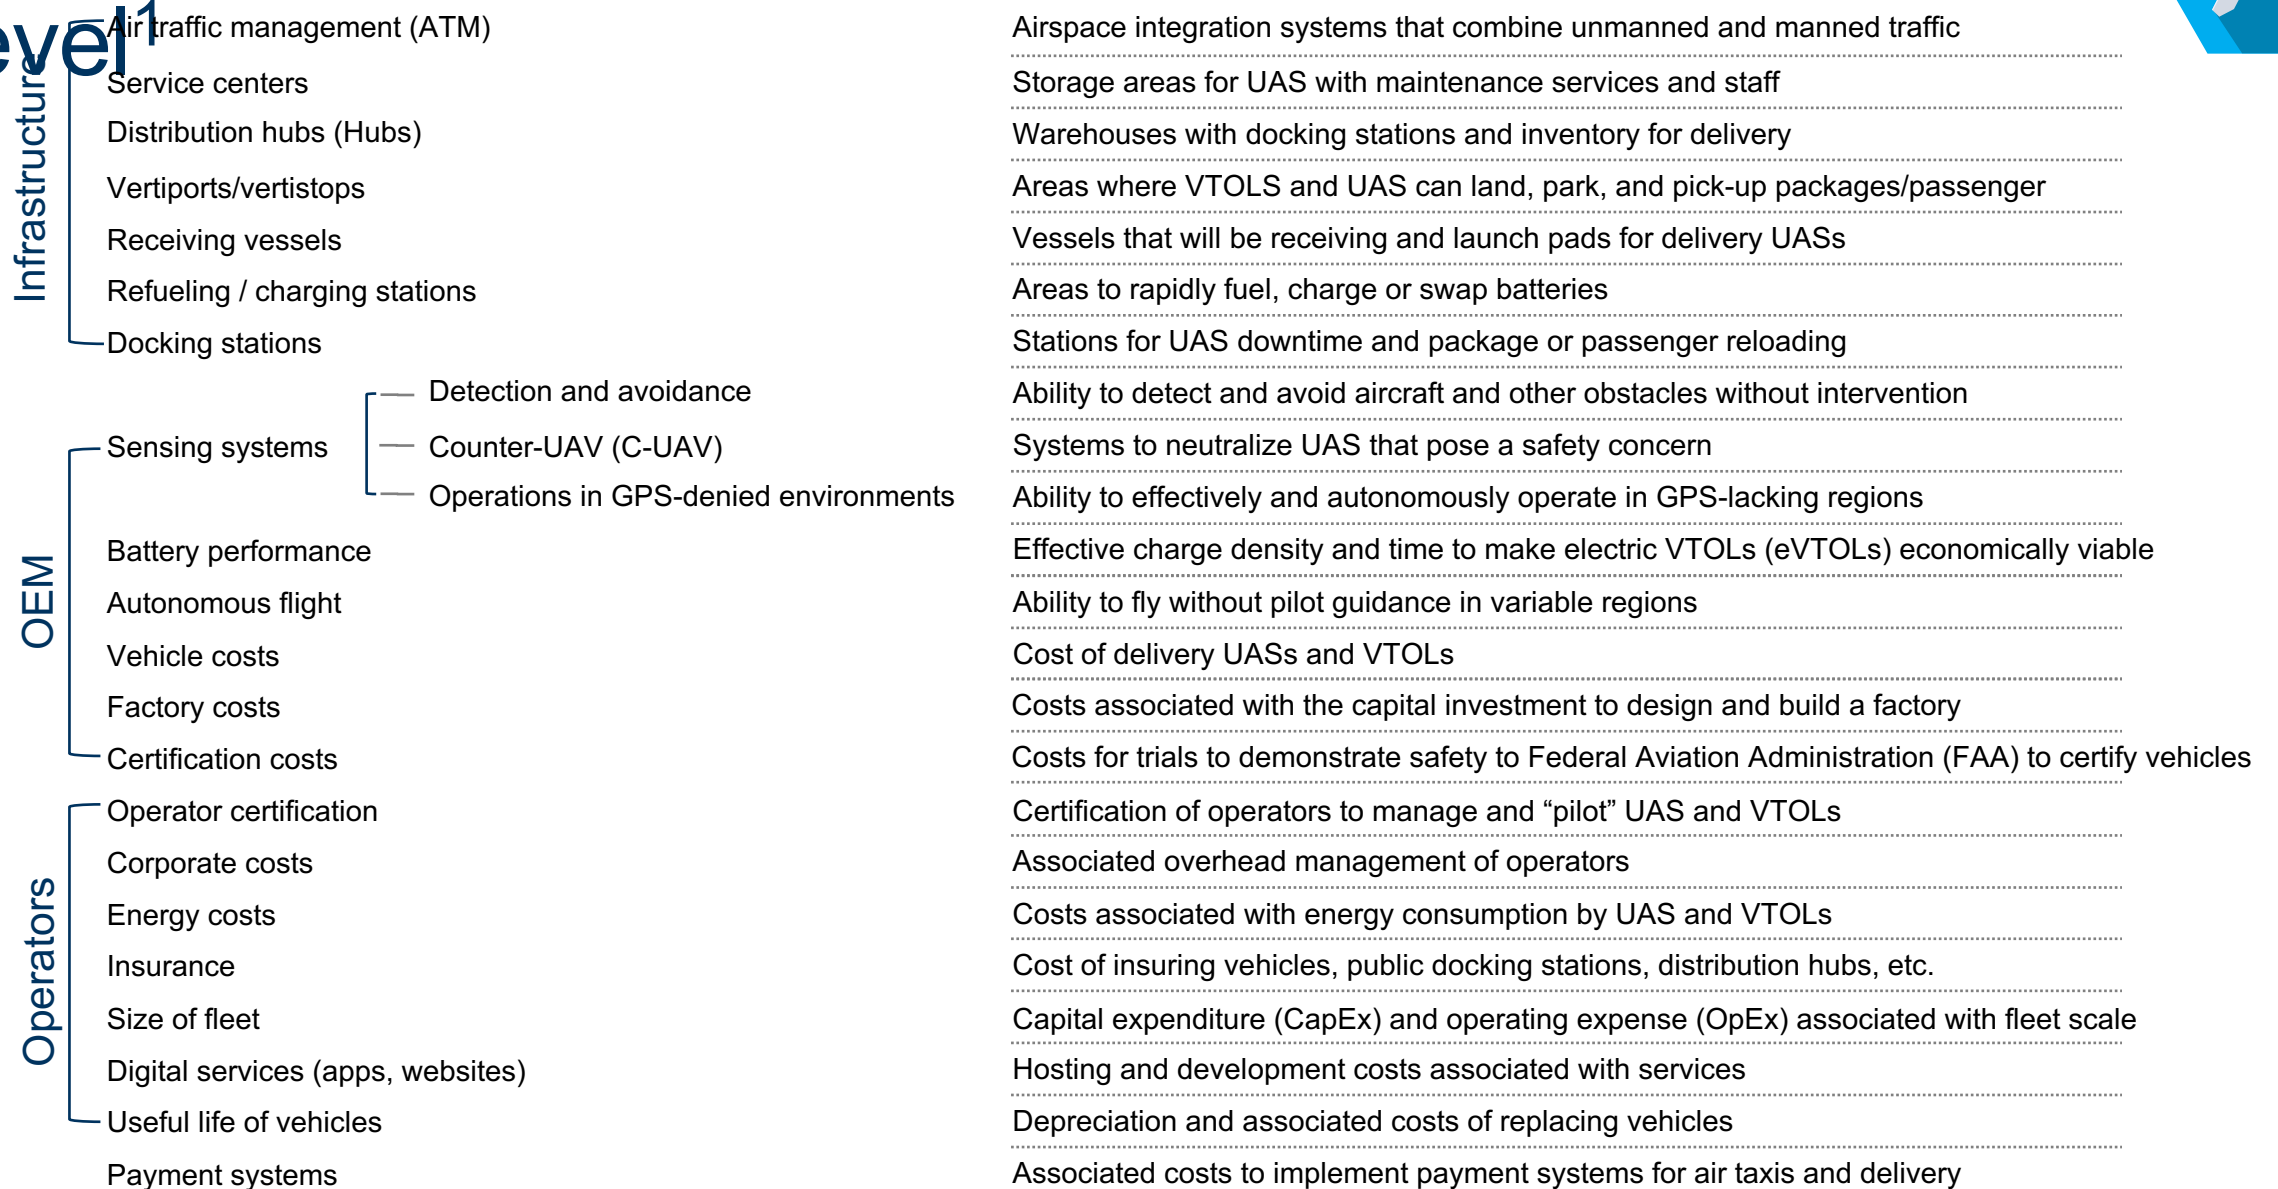 evel1
Infrastructure
Air traffic management (ATM) Airspace integration systems that combine unmanned and manned traffic
Service centers Storage areas for UAS with maintenance services and staff
Distribution hubs (Hubs) Warehouses with docking stations and inventory for delivery
Vertiports/vertistops Areas where VTOLS and UAS can land, park, and pick-up packages/passenger
Receiving vessels Vessels that will be receiving and launch pads for delivery UASs
Refueling / charging stations Areas to rapidly fuel, charge or swap batteries
Docking stations Stations for UAS downtime and package or passenger reloading
OEM
Sensing systems
Detection and avoidance Ability to detect and avoid aircraft and other obstacles without intervention
Counter-UAV (C-UAV) Systems to neutralize UAS that pose a safety concern
Operations in GPS-denied environments Ability to effectively and autonomously operate in GPS-lacking regions
Battery performance Effective charge density and time to make electric VTOLs (eVTOLs) economically viable
Autonomous flight Ability to fly without pilot guidance in variable regions
Vehicle costs Cost of delivery UASs and VTOLs
Factory costs Costs associated with the capital investment to design and build a factory
Certification costs Costs for trials to demonstrate safety to Federal Aviation Administration (FAA) to certify vehicles
Operators
Operator certification Certification of operators to manage and “pilot” UAS and VTOLs
Corporate costs Associated overhead management of operators
Energy costs Costs associated with energy consumption by UAS and VTOLs
Insurance Cost of insuring vehicles, public docking stations, distribution hubs, etc.
Size of fleet Capital expenditure (CapEx) and operating expense (OpEx) associated with fleet scale
Digital services (apps, websites) Hosting and development costs associated with services
Useful life of vehicles Depreciation and associated costs of replacing vehicles
Payment systems Associated costs to implement payment systems for air taxis and delivery